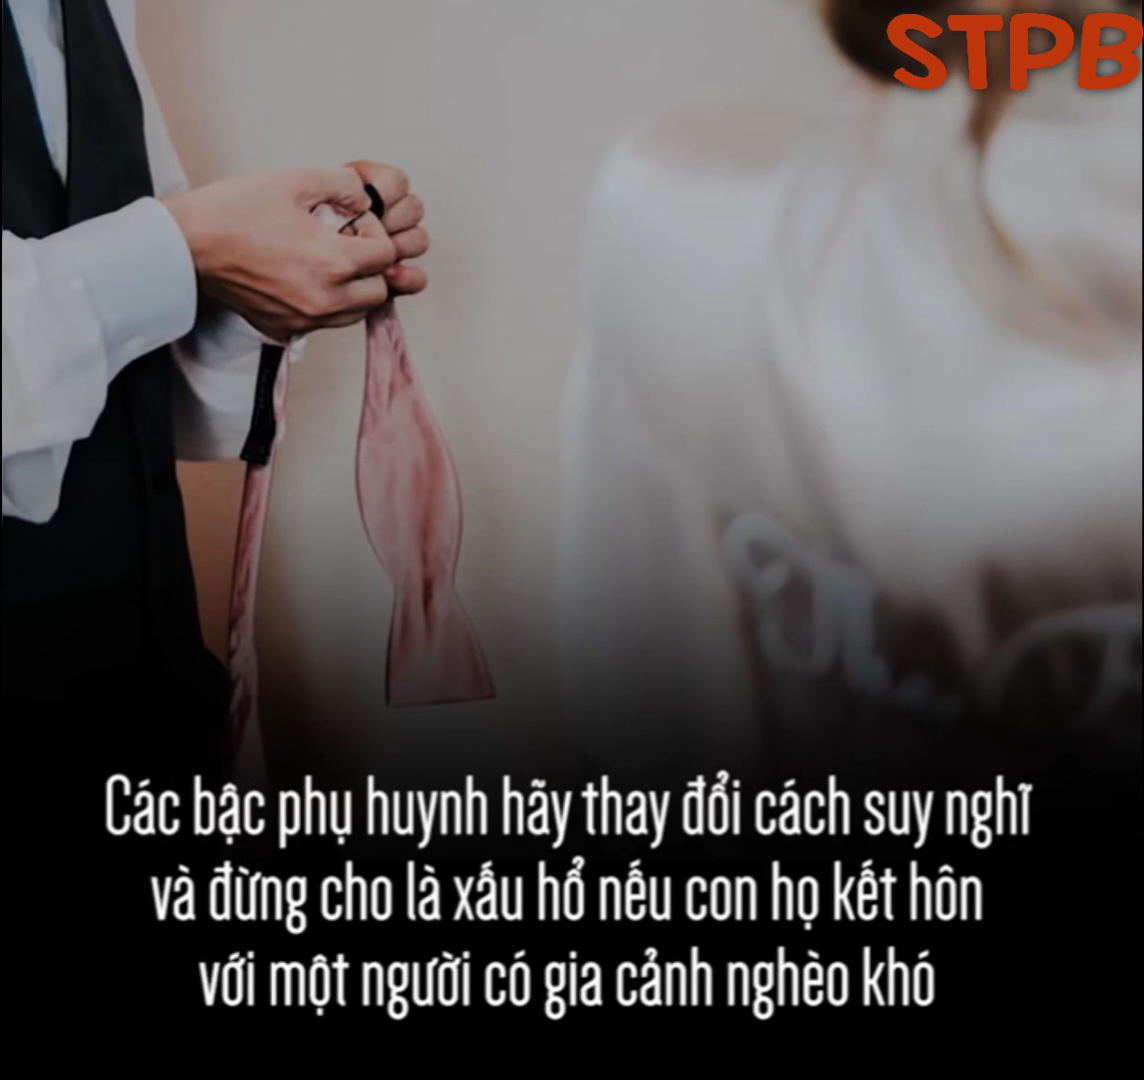 STPB
Các bậc phụ huynh hãy thay đổi cách suy nghĩ
và đừng cho là xấu hổ nếu con họ kết hôn
với một người có gia cảnh nghèo khó